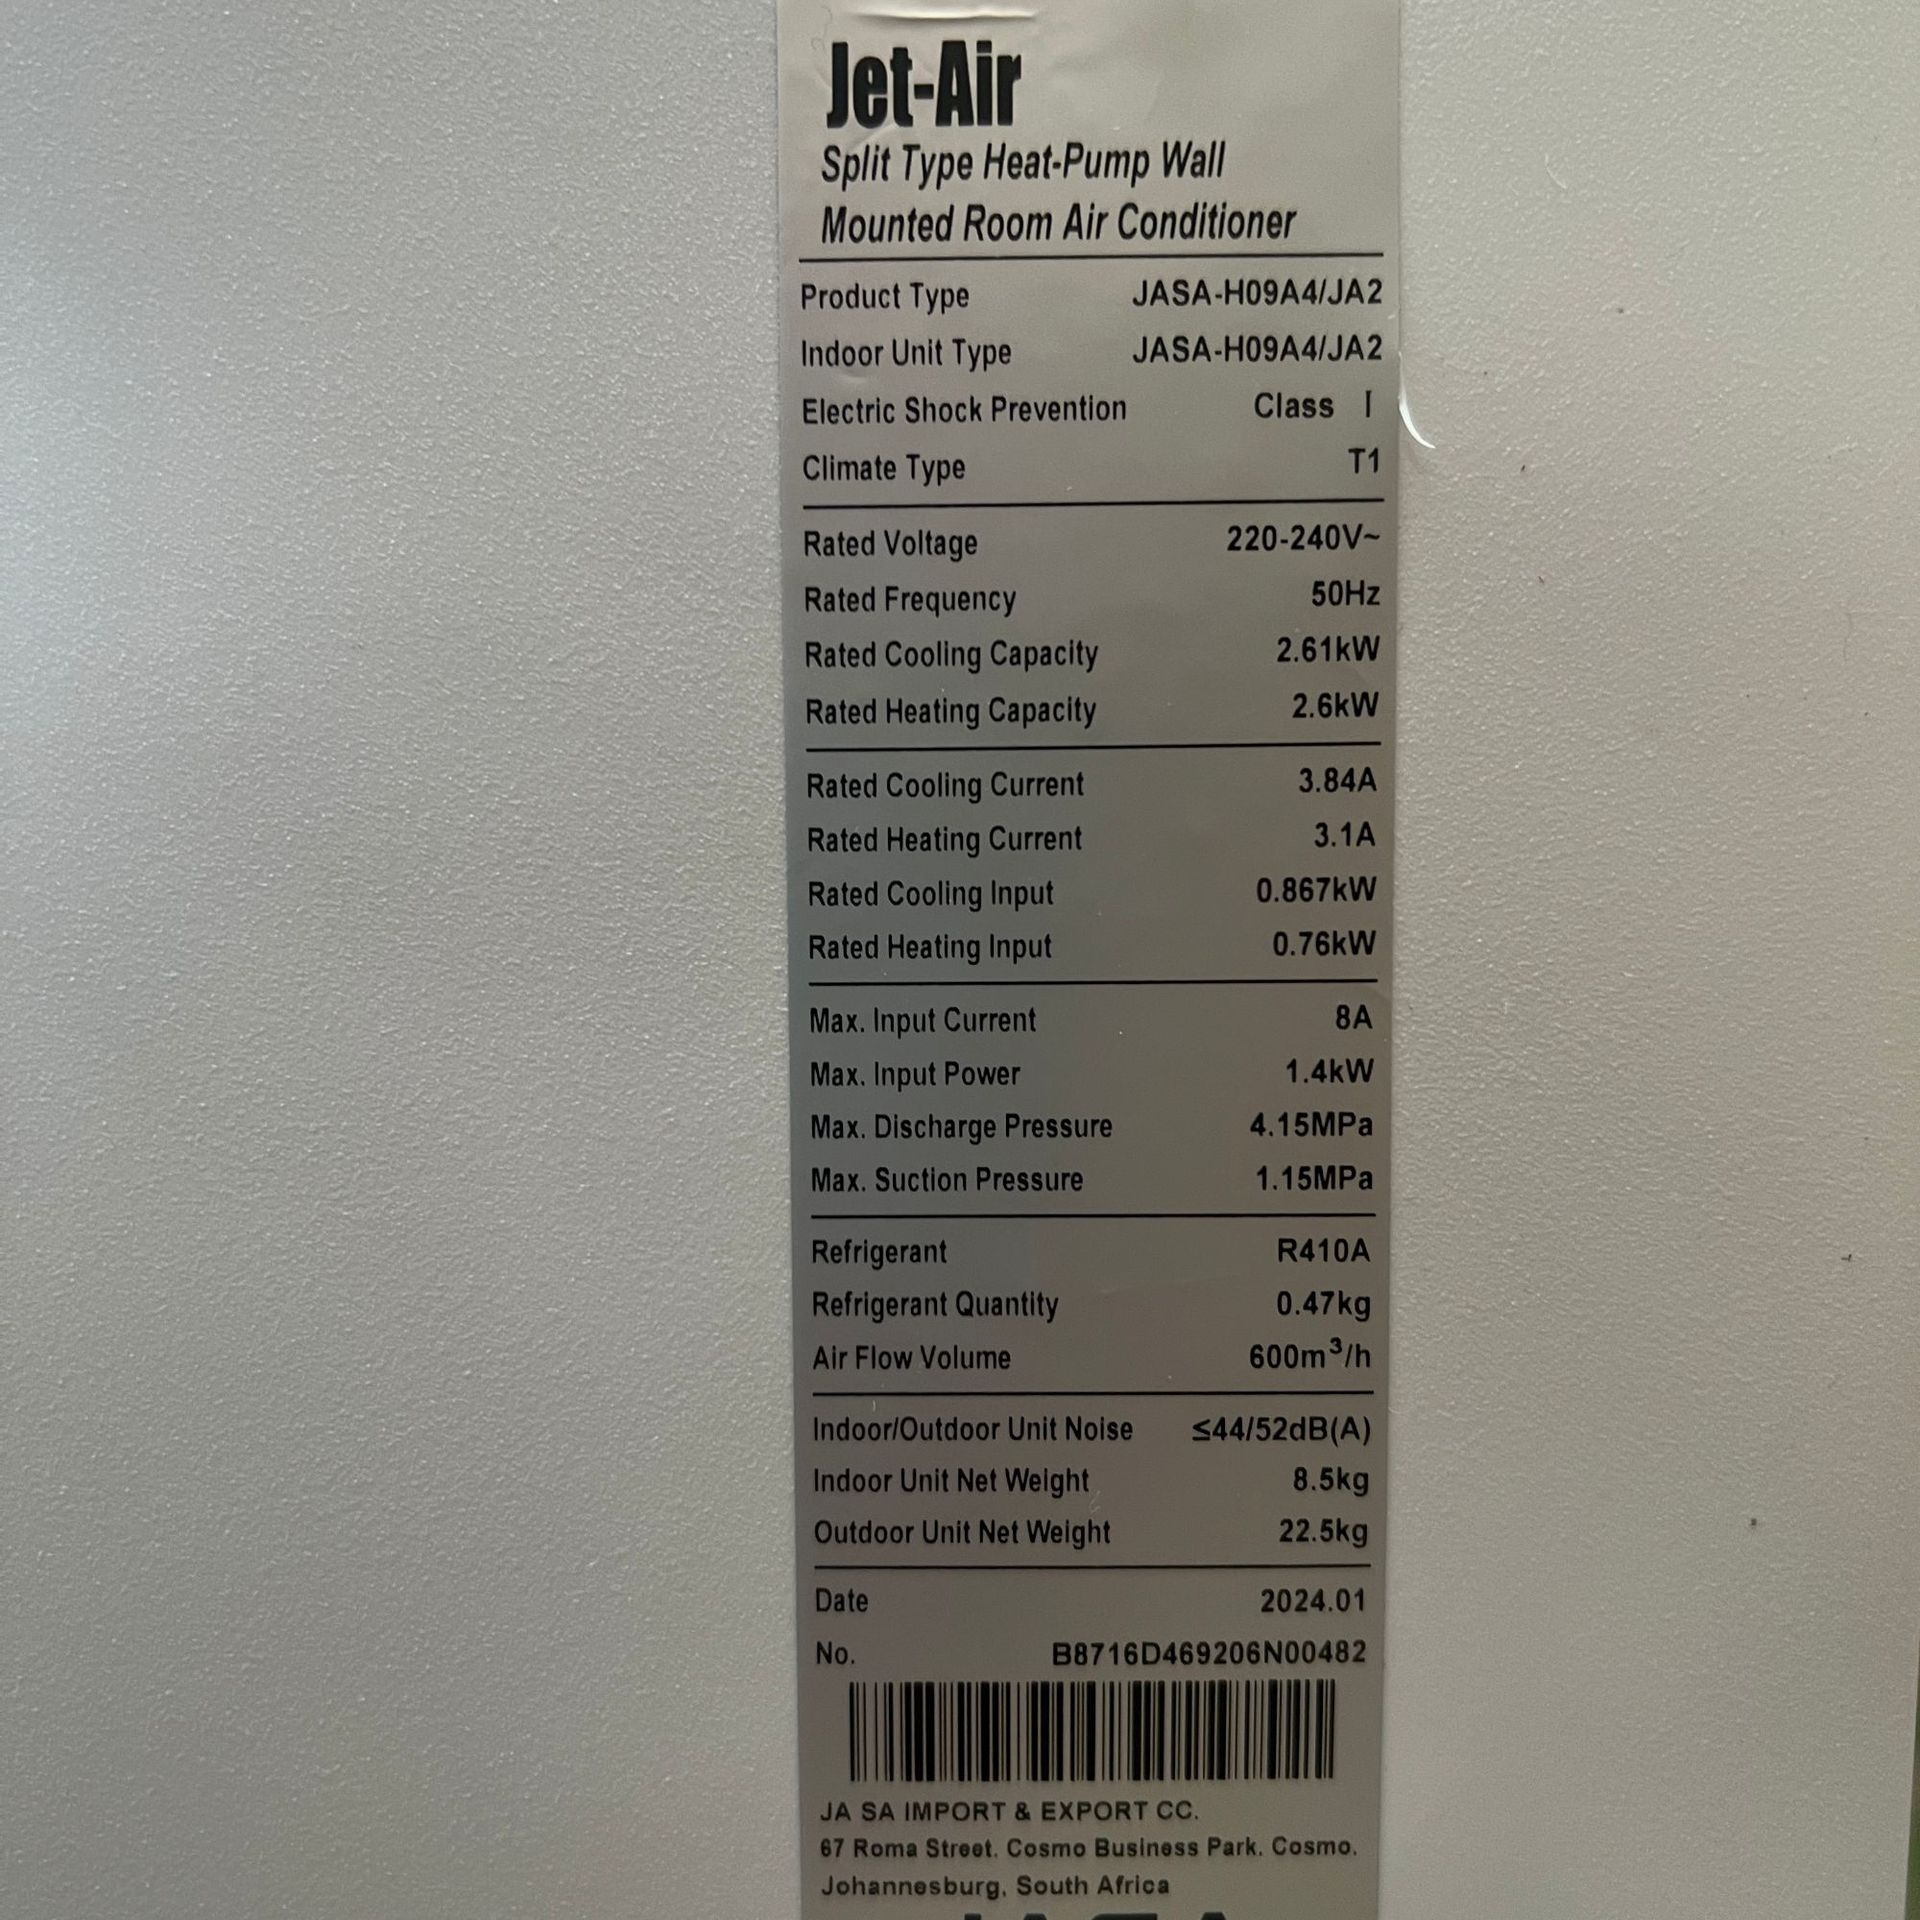 Jet-Air
Split Type Heat-Pump Wall
Mounted Room Air Conditioner
Product Type JASA-H09A4/JA2
Indoor Unit Type JASA-H09A4/JA2
Electric Shock Prevention Class I
Climate Type T1
Rated Voltage 220-240V~
Rated Frequency 50Hz
Rated Cooling Capacity 2.61kW
Rated Heating Capacity 2.6kW
Rated Cooling Current 3.84A
Rated Heating Current 3.1A
Rated Cooling Input 0.867kW
Rated Heating Input 0.76kW
Max. Input Current 8A
Max. Input Power 1.4kW
Max. Discharge Pressure 4.15MPa
Max. Suction Pressure 1.15MPa
Refrigerant R410A
Refrigerant Quantity 0.47kg
Air Flow Volume 600m³/h
Indoor/Outdoor Unit Noise ≤44/52dB(A)
Indoor Unit Net Weight 8.5kg
Outdoor Unit Net Weight 22.5kg
Date 2024.01
No. B8716D469206N00482
JA SA IMPORT & EXPORT CC.
67 Roma Street. Cosmo Business Park. Cosmo.
Johannesburg, South Africa